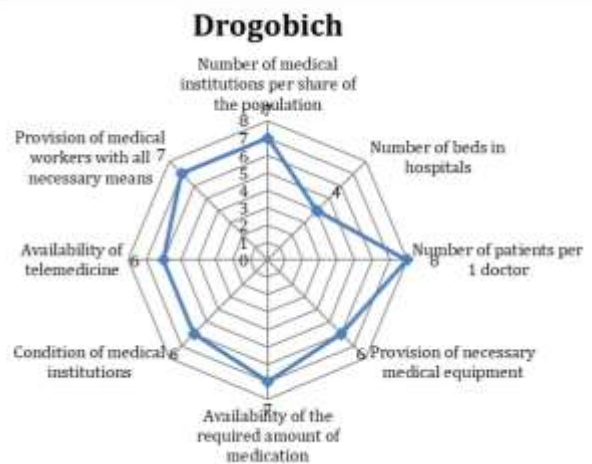 Drogobich
Number of medical
institutions per share of
the population
7
8
7
6
5
4
3
2
1
0
Provision of medical
workers with all
necessary means
7
Number of beds in
hospitals
4
Availability of
telemedicine
6
Number of patients per
1 doctor
8
Condition of medical
institutions
6
6
Provision of necessary
medical equipment
7
Availability of the
required amount of
medication